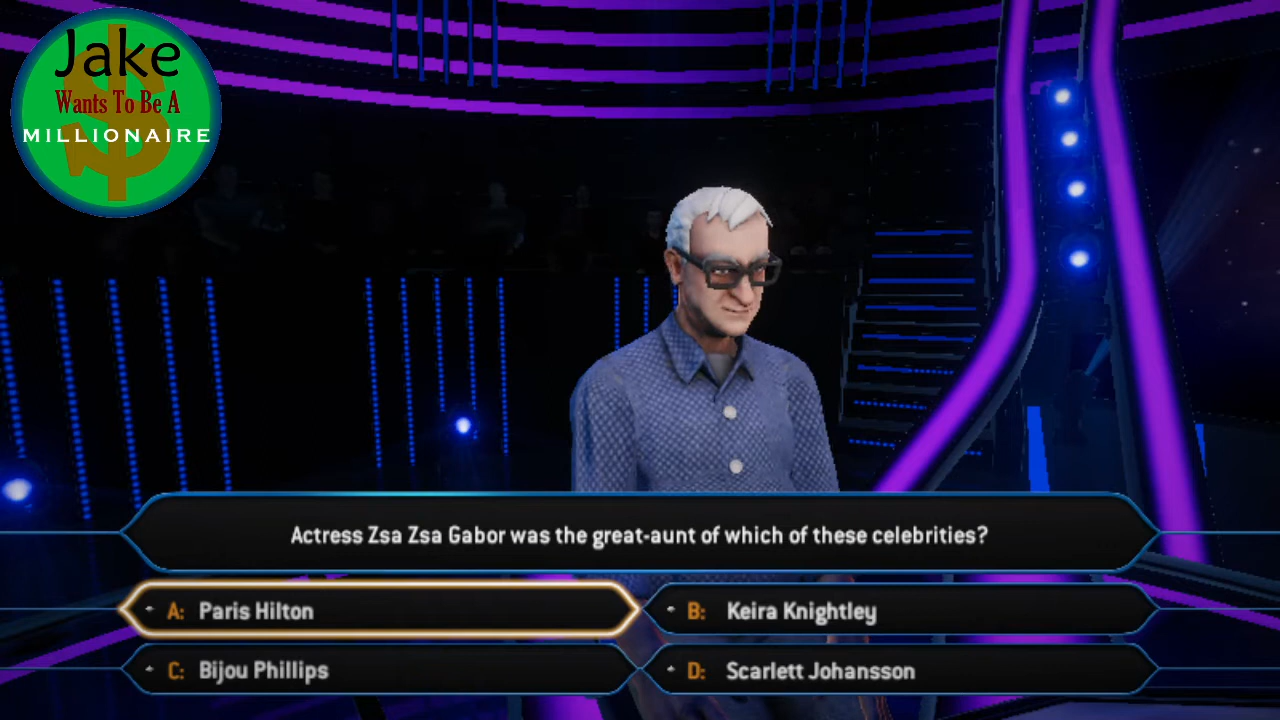 Jake
Wants To Be A
MILLIONAIRE
Actress Zsa Zsa Gabor was the great-aunt of which of these celebrities?
A: Paris Hilton
B: Keira Knightley
C: Bijou Phillips
D: Scarlett Johansson